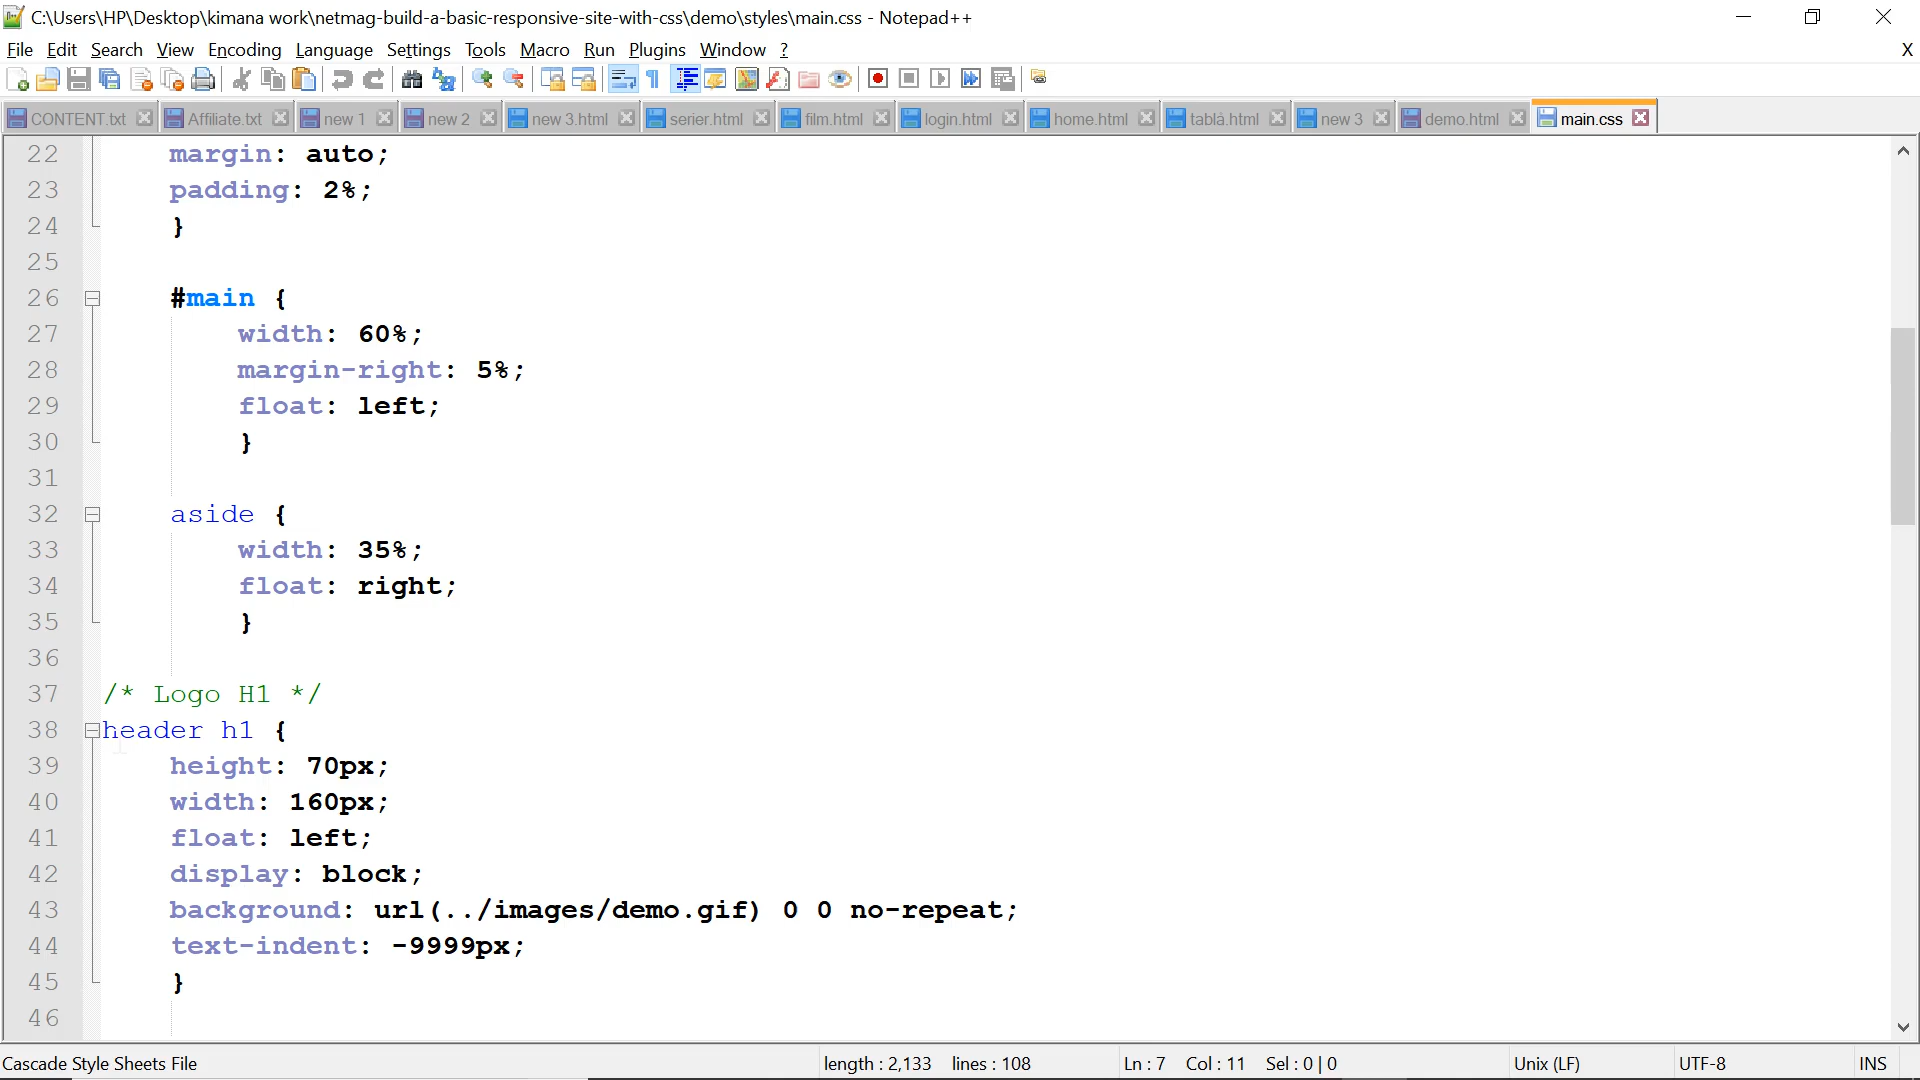 C:\Users\HP\Desktop\kimana work\netmag-build-a-basic-responsive-site-with-css\demo\styles\main.css - Notepad++
File Edit Search View Encoding Language Settings Tools Macro Run Plugins Window ? X
CONTENT.txt Affiliate.txt new 1 new 2 new 3.html serier.html film.html login.html home.html tablå.html new 3 demo.html main.css
22 margin: auto;
23 padding: 2%;
24 }
25
26 #main {
27 width: 60%;
28 margin-right: 5%;
29 float: left;
30 }
31
32 aside {
33 width: 35%;
34 float: right;
35 }
36
37 /* Logo H1 */
38 header h1 {
39 height: 70px;
40 width: 160px;
41 float: left;
42 display: block;
43 background: url(../images/demo.gif) 0 0 no-repeat;
44 text-indent: -9999px;
45 }
46
Cascade Style Sheets File length : 2,133 lines : 108 Ln : 7 Col : 11 Sel : 0 | 0 Unix (LF) UTF-8 INS